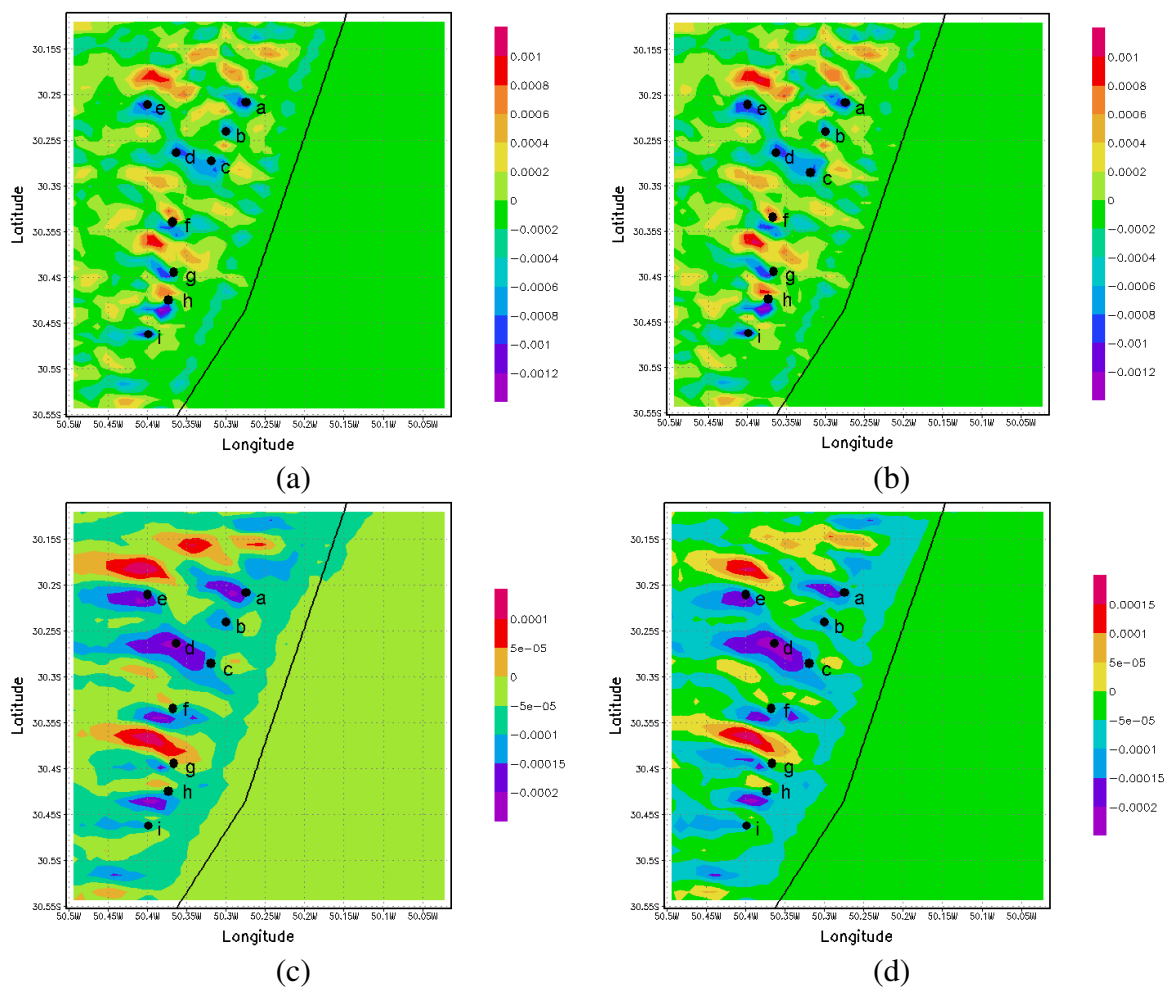 30.15S
30.2S
30.25S
30.3S
30.35S
30.4S
30.45S
30.5S
30.55S
Latitude
50.5W 50.45W 50.4W 50.35W 50.3W 50.25W 50.2W 50.15W 50.1W 50.05W
Longitude
a
e
b
d
c
f
g
h
i
0.001
0.0008
0.0006
0.0004
0.0002
0
-0.0002
-0.0004
-0.0006
-0.0008
-0.001
-0.0012
(a)
30.15S
30.2S
30.25S
30.3S
30.35S
30.4S
30.45S
30.5S
30.55S
Latitude
50.5W 50.45W 50.4W 50.35W 50.3W 50.25W 50.2W 50.15W 50.1W 50.05W
Longitude
a
e
b
d
c
f
g
h
i
0.001
0.0008
0.0006
0.0004
0.0002
0
-0.0002
-0.0004
-0.0006
-0.0008
-0.001
-0.0012
(b)
30.15S
30.2S
30.25S
30.3S
30.35S
30.4S
30.45S
30.5S
30.55S
Latitude
50.5W 50.45W 50.4W 50.35W 50.3W 50.25W 50.2W 50.15W 50.1W 50.05W
Longitude
a
e
b
d
c
f
g
h
i
0.0001
5e-05
0
-5e-05
-0.0001
-0.00015
-0.0002
(c)
30.15S
30.2S
30.25S
30.3S
30.35S
30.4S
30.45S
30.5S
30.55S
Latitude
50.5W 50.45W 50.4W 50.35W 50.3W 50.25W 50.2W 50.15W 50.1W 50.05W
Longitude
a
e
b
d
c
f
g
h
i
0.00015
0.0001
5e-05
0
-5e-05
-0.0001
-0.00015
-0.0002
(d)